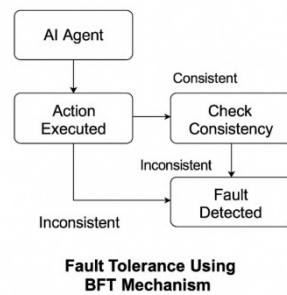 AI Agent
Consistent
Action
Executed
Check
Consistency
Inconsistent
Fault
Detected
Inconsistent
Fault Tolerance Using
BFT Mechanism